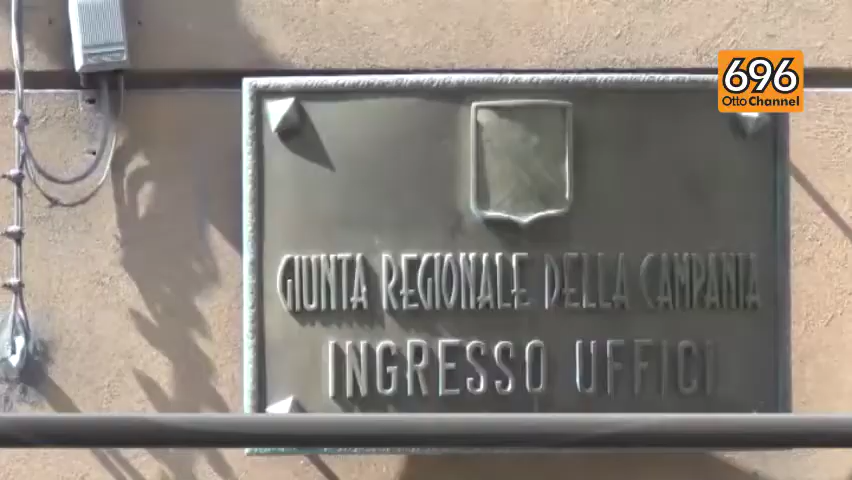 696
Otto Channel
GIUNTA REGIONALE DELLA CAMPANIA
INGRESSO UFFICI